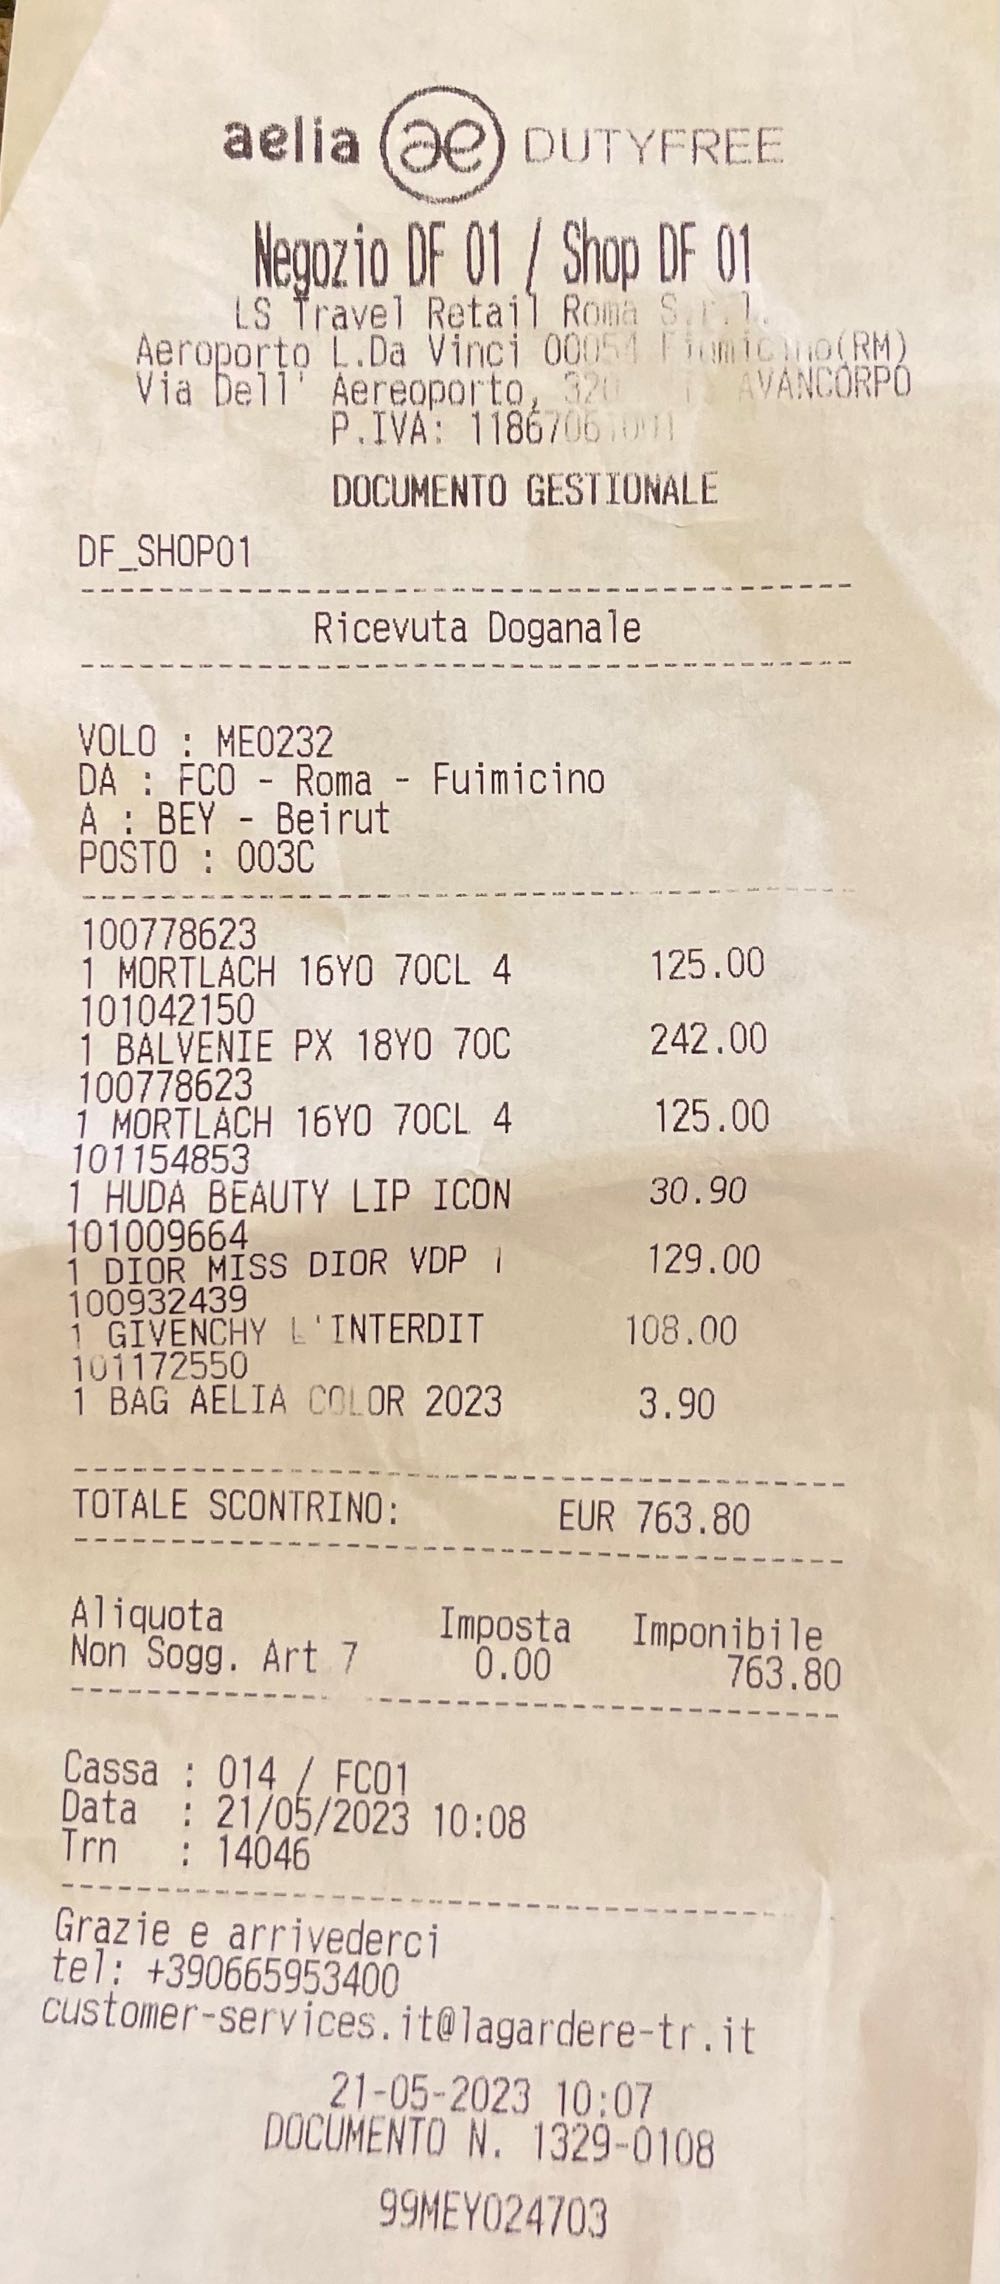 aelia ae DUTYFREE
Negozio DF 01 / Shop DF 01
LS Travel Retail Roma S.r.l.
Aeroporto L.Da Vinci 00054 Fiumicino(RM)
Via Dell' Aereoporto, 320 AVANCORPO
P.IVA:
DOCUMENTO GESTIONALE
DF_SHOP01
Ricevuta Doganale
VOLO : ME0232
DA : FCO - Roma - Fuimicino
A : BEY - Beirut
POSTO : 003C
100778623
1 MORTLACH 16YO 70CL 4 125.00
101042150
1 BALVENIE PX 18YO 70C 242.00
100778623
1 MORTLACH 16YO 70CL 4 125.00
101154853
1 HUDA BEAUTY LIP ICON 30.90
101009664
1 DIOR MISS DIOR VDP 129.00
100932439
1 GIVENCHY L'INTERDIT 108.00
101172550
1 BAG AELIA COLOR 2023 3.90
TOTALE SCONTRINO: EUR 763.80
Aliquota Imposta Imponibile
Non Sogg. Art 7 0.00 763.80
Cassa : 014 / FC01
Data : 21/05/2023 10:08
Trn : 14046
Grazie e arrivederci
tel: +390665953400
customer-services.it@lagardere-tr.it
21-05-2023 10:07
DOCUMENTO N. 1329-0108
99MEY024703